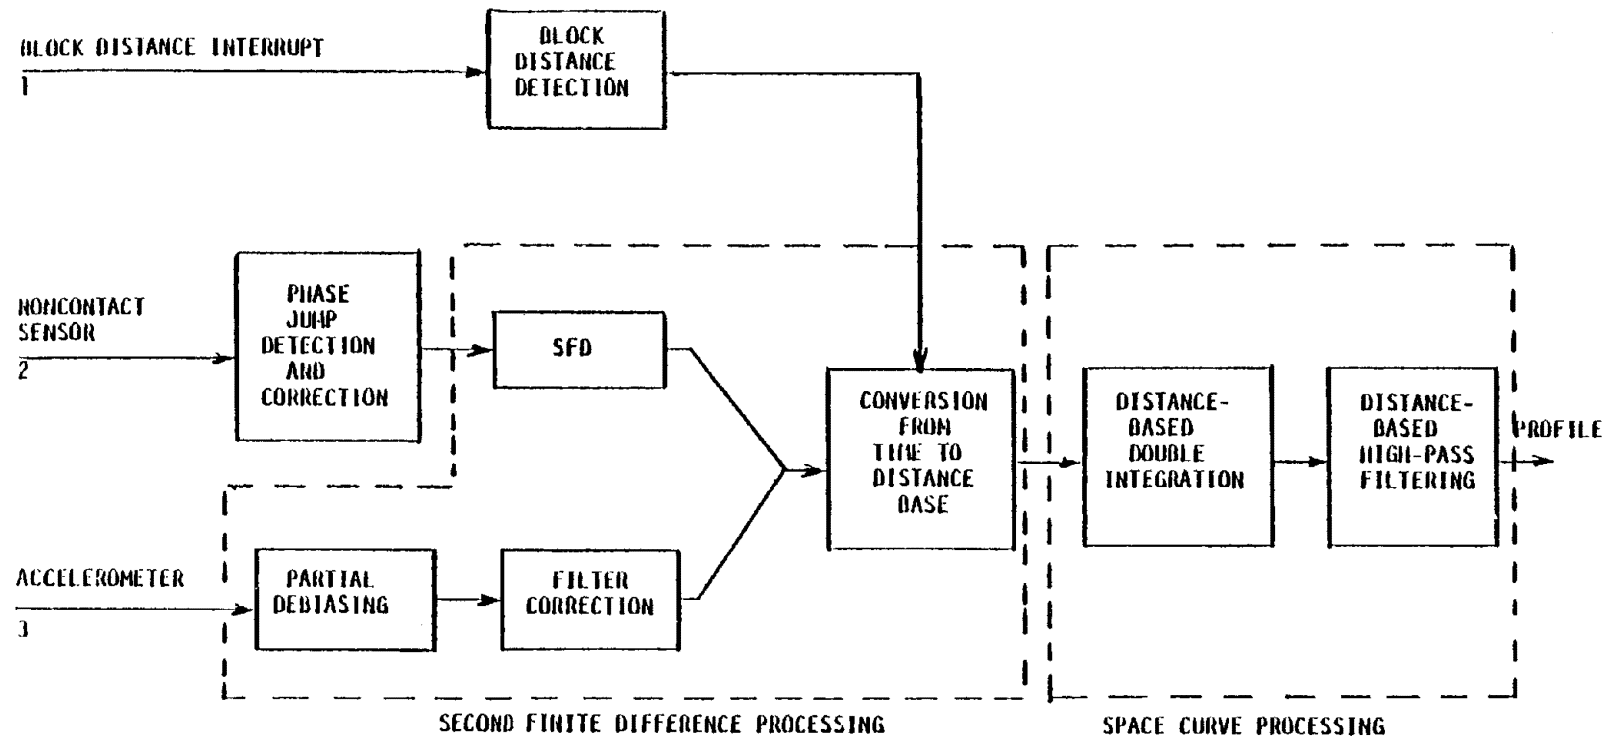 BLOCK DISTANCE INTERRUPT
1
BLOCK
DISTANCE
DETECTION
NONCONTACT
SENSOR
2
PHASE
JUMP
DETECTION
AND
CORRECTION
SFD
CONVERSION
FROM
TIME TO
DISTANCE
BASE
DISTANCE-
BASED
DOUBLE
INTEGRATION
DISTANCE-
BASED
HIGH-PASS
FILTERING
PROFILE
ACCELEROMETER
3
PARTIAL
DEBIASING
FILTER
CORRECTION
SECOND FINITE DIFFERENCE PROCESSING
SPACE CURVE PROCESSING